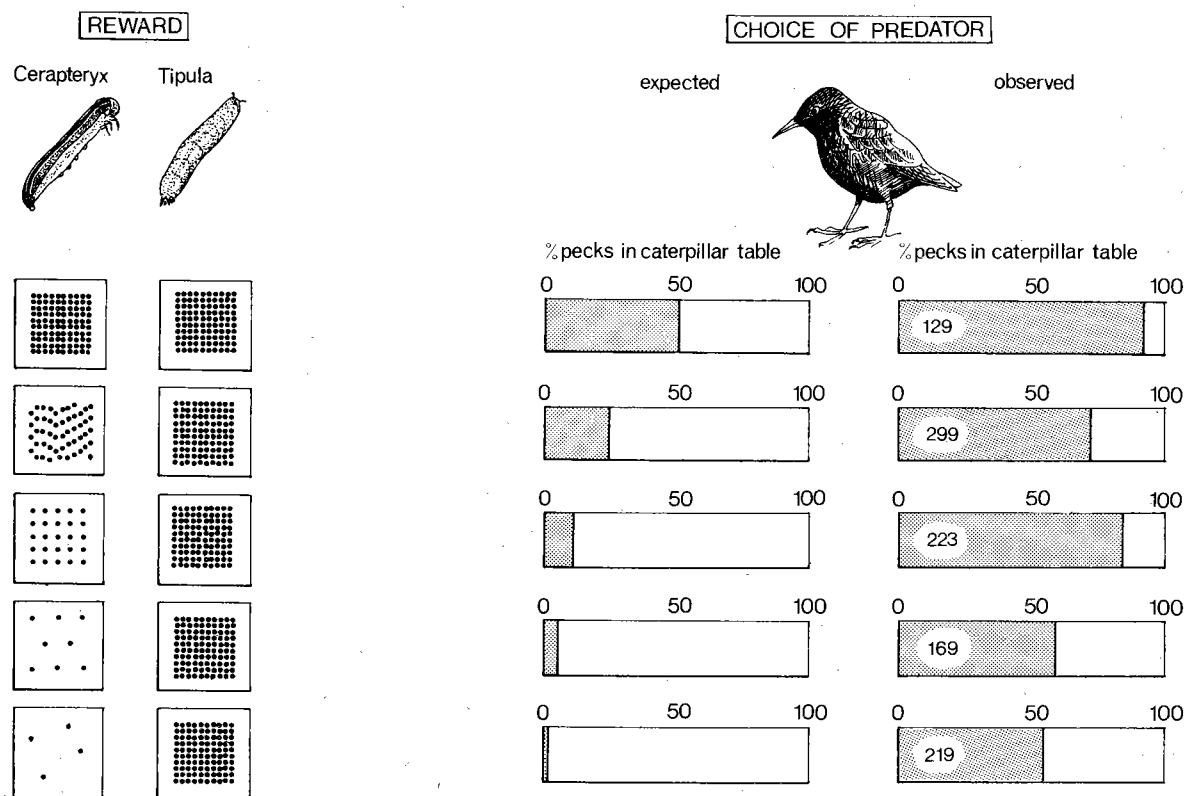 REWARD
CHOICE OF PREDATOR
Cerapteryx Tipula
expected observed
% pecks in caterpillar table % pecks in caterpillar table
0 50 100 0 50 100
129
0 50 100 0 50 100
299
0 50 100 0 50 100
223
0 50 100 0 50 100
169
0 50 100 0 50 100
219